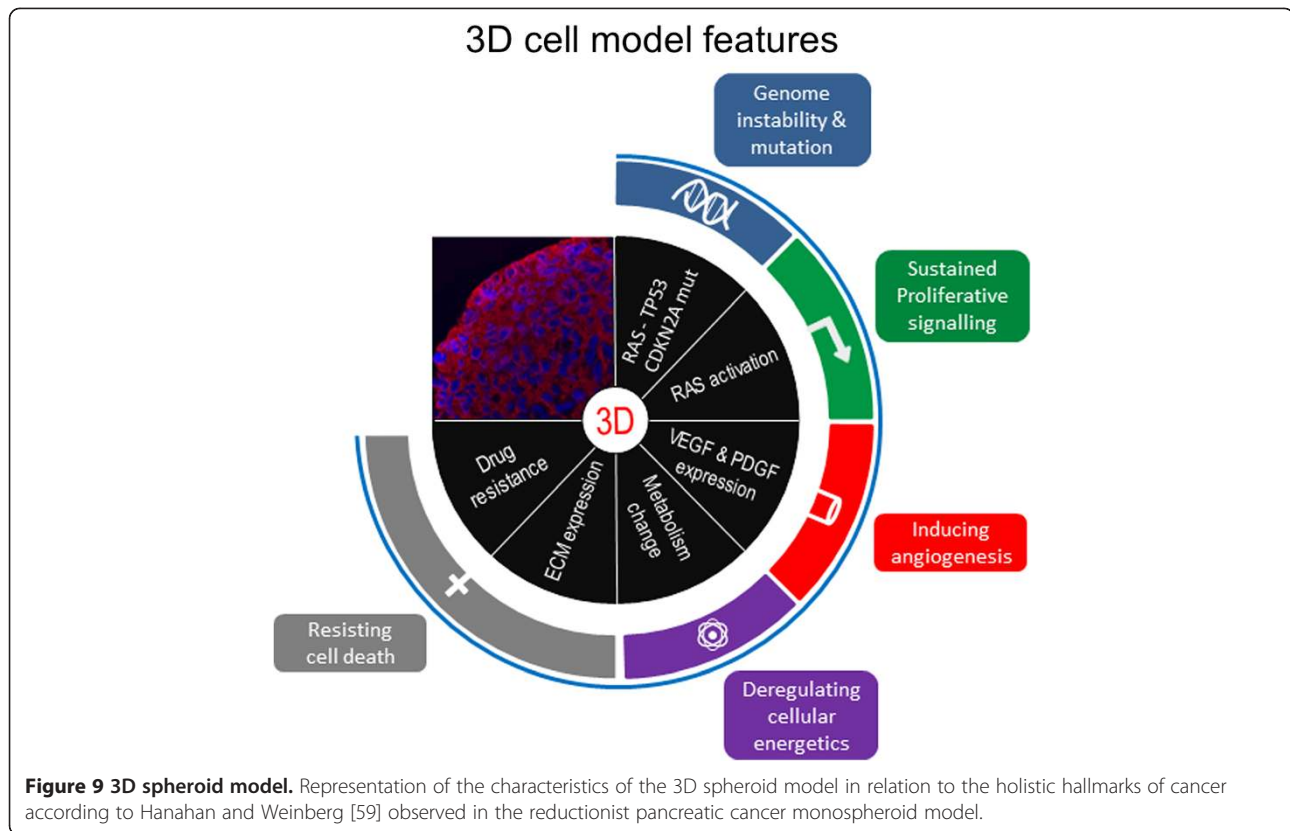 3D cell model features
Genome
instability &
mutation
Sustained
Proliferative
signalling
RAS - TP53
CDKN2A mut
RAS activation
3D
VEGF & PDGF
expression
Drug
resistance
ECM expression
Metabolism
change
Inducing
angiogenesis
Resisting
cell death
Deregulating
cellular
energetics
Figure 9 3D spheroid model. Representation of the characteristics of the 3D spheroid model in relation to the holistic hallmarks of cancer
according to Hanahan and Weinberg [59] observed in the reductionist pancreatic cancer monospheroid model.